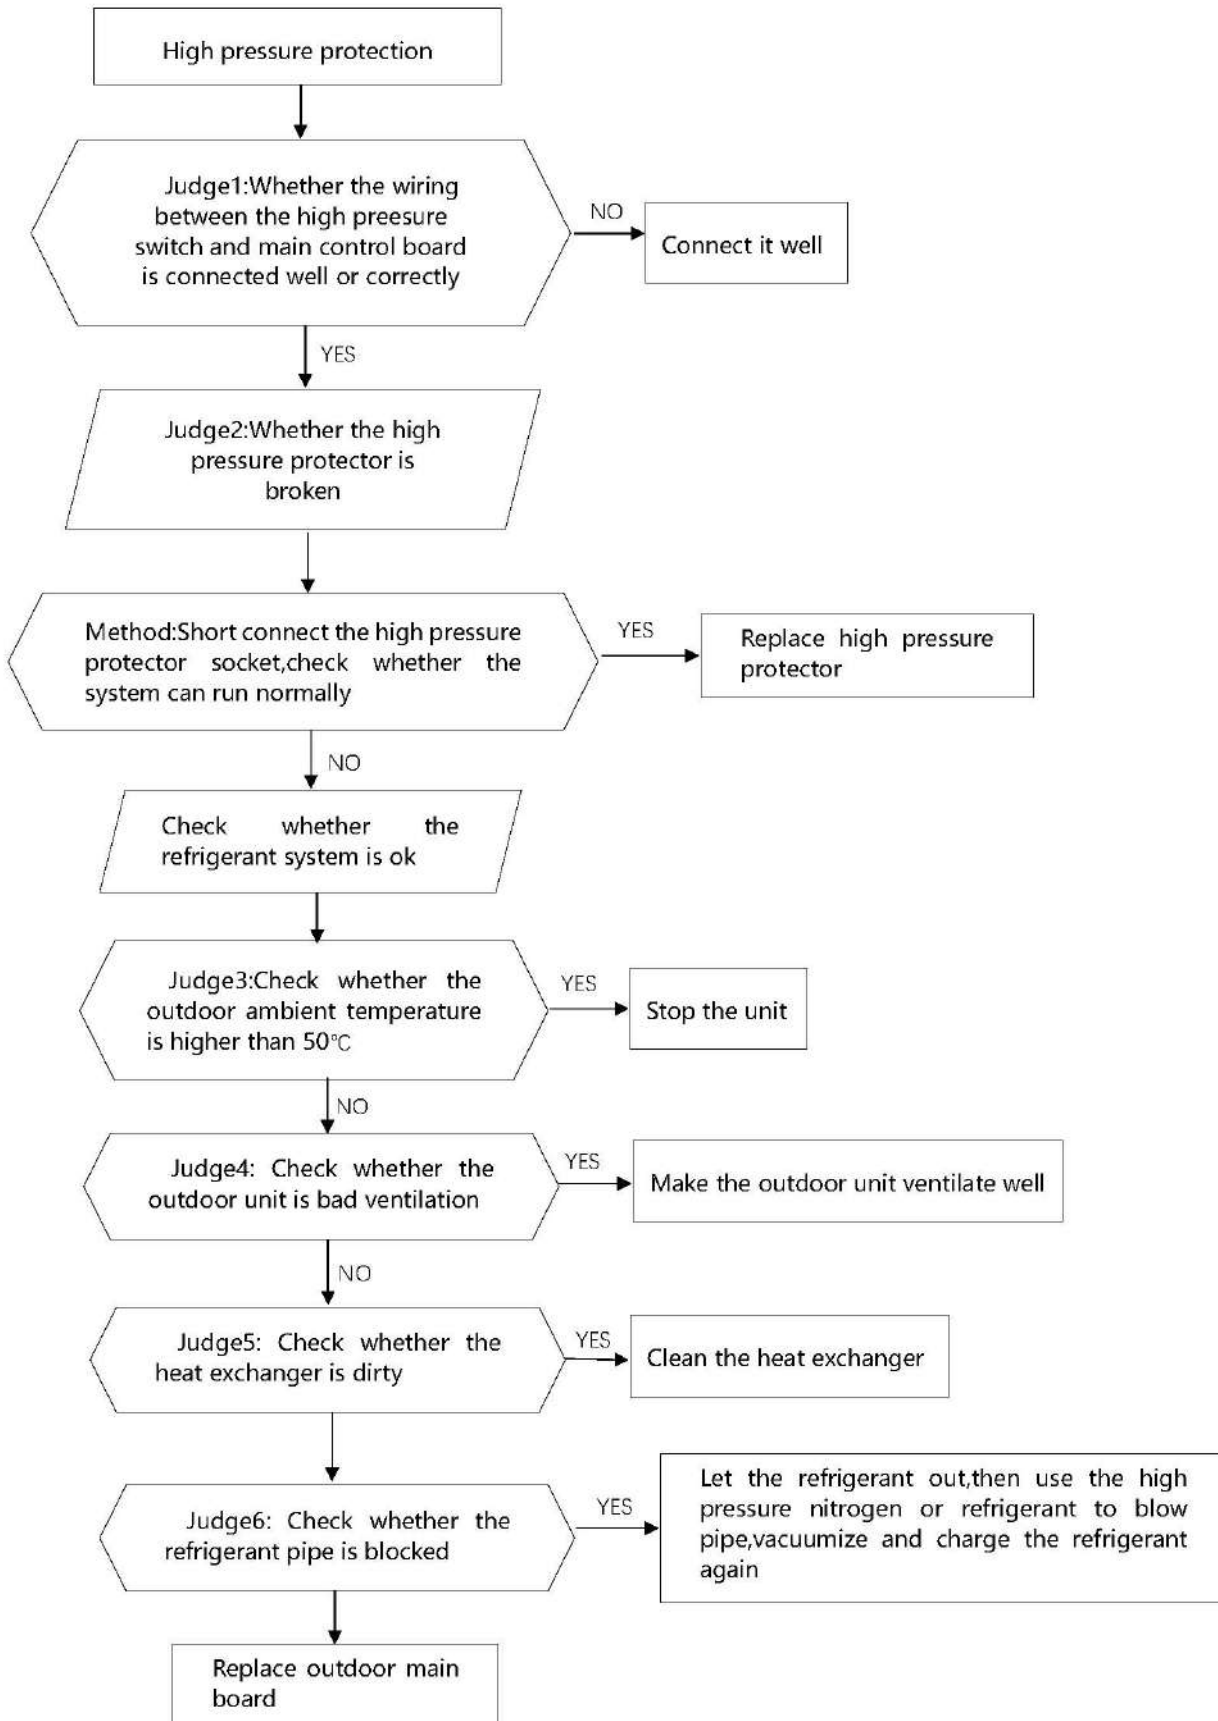 High pressure protection
Judge1:Whether the wiring
between the high preesure
switch and main control board
is connected well or correctly
NO
Connect it well
YES
Judge2:Whether the high
pressure protector is
broken
Method:Short connect the high pressure
protector socket,check whether the
system can run normally
YES
Replace high pressure
protector
NO
Check whether the
refrigerant system is ok
Judge3:Check whether the
outdoor ambient temperature
is higher than 50℃
YES
Stop the unit
NO
Judge4: Check whether the
outdoor unit is bad ventilation
YES
Make the outdoor unit ventilate well
NO
Judge5: Check whether the
heat exchanger is dirty
YES
Clean the heat exchanger
Judge6: Check whether the
refrigerant pipe is blocked
YES
Let the refrigerant out,then use the high
pressure nitrogen or refrigerant to blow
pipe,vacuumize and charge the refrigerant
again
Replace outdoor main
board